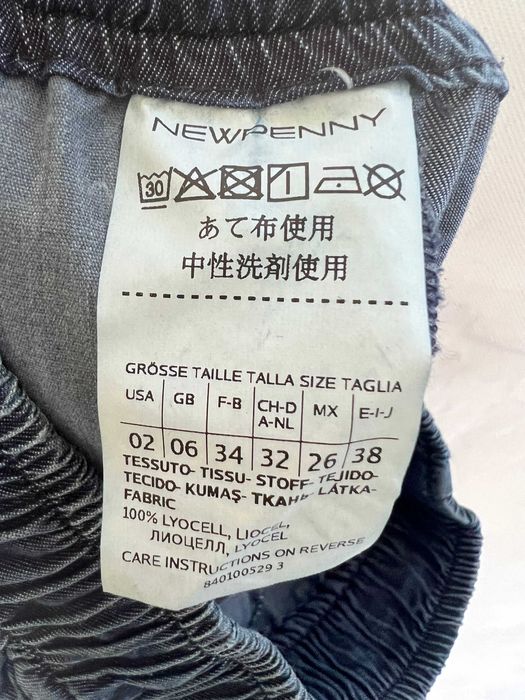 NEWPENNY
30
あて布使用
中性洗剤使用
GRÖSSE TAILLE TALLA SIZE TAGLIA
USA GB F-B CH-D A-NL MX E-I-J
02 06 34 32 26 38
TESSUTO- TISSU- STOFF- TEJIDO-
TECIDO- KUMAŞ- ТКАНЬ- LÁTKA-
FABRIC
100% LYOCELL, LIOCEL,
ЛИОЦЕЛЛ, LYOCEL
CARE INSTRUCTIONS ON REVERSE
840100529 3